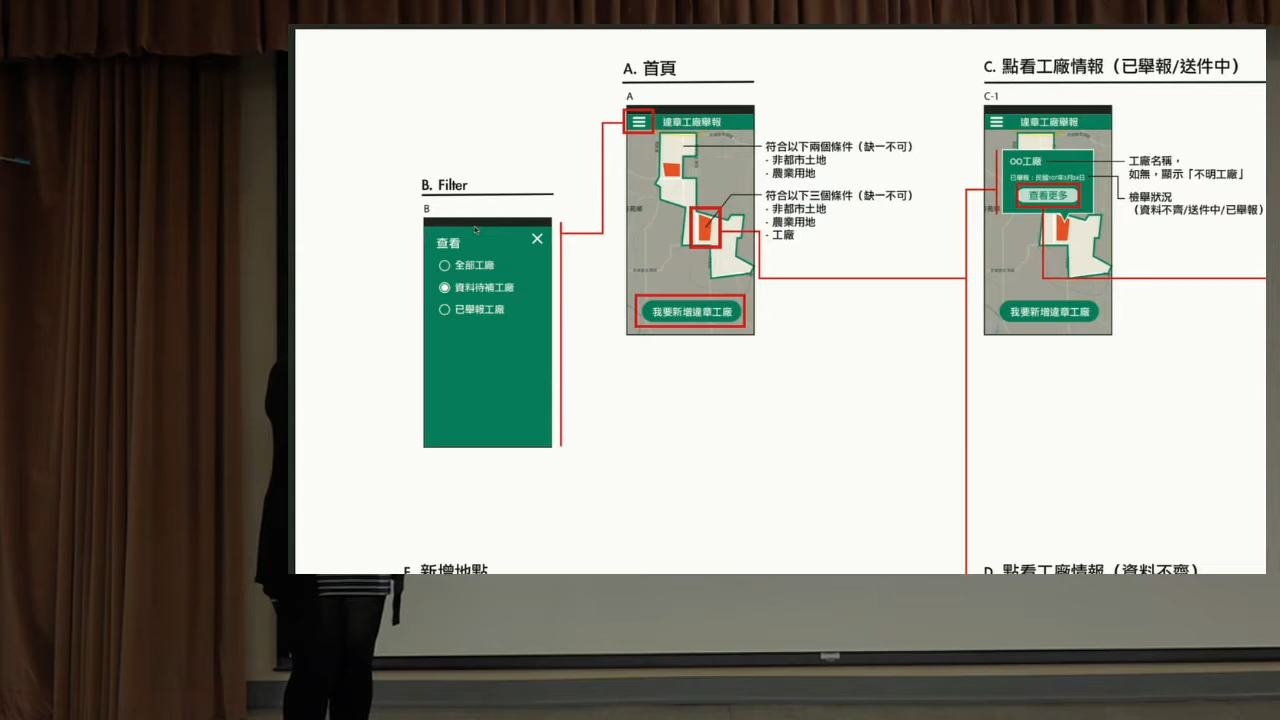 A. 首頁
A
違章工廠舉報
符合以下兩個條件（缺一不可）
- 非都市土地
- 農業用地
符合以下三個條件（缺一不可）
- 非都市土地
- 農業用地
- 工廠
我要新增違章工廠
B. Filter
B
查看
全部工廠
資料待補工廠
已舉報工廠
C. 點看工廠情報（已舉報/送件中）
C-1
違章工廠舉報
OO工廠
已舉報：民國107年3月24日
查看更多
工廠名稱，
如無，顯示「不明工廠」
檢舉狀況
（資料不齊/送件中/已舉報）
我要新增違章工廠
E. 新增地點
D. 點看工廠情報（資料不齊）